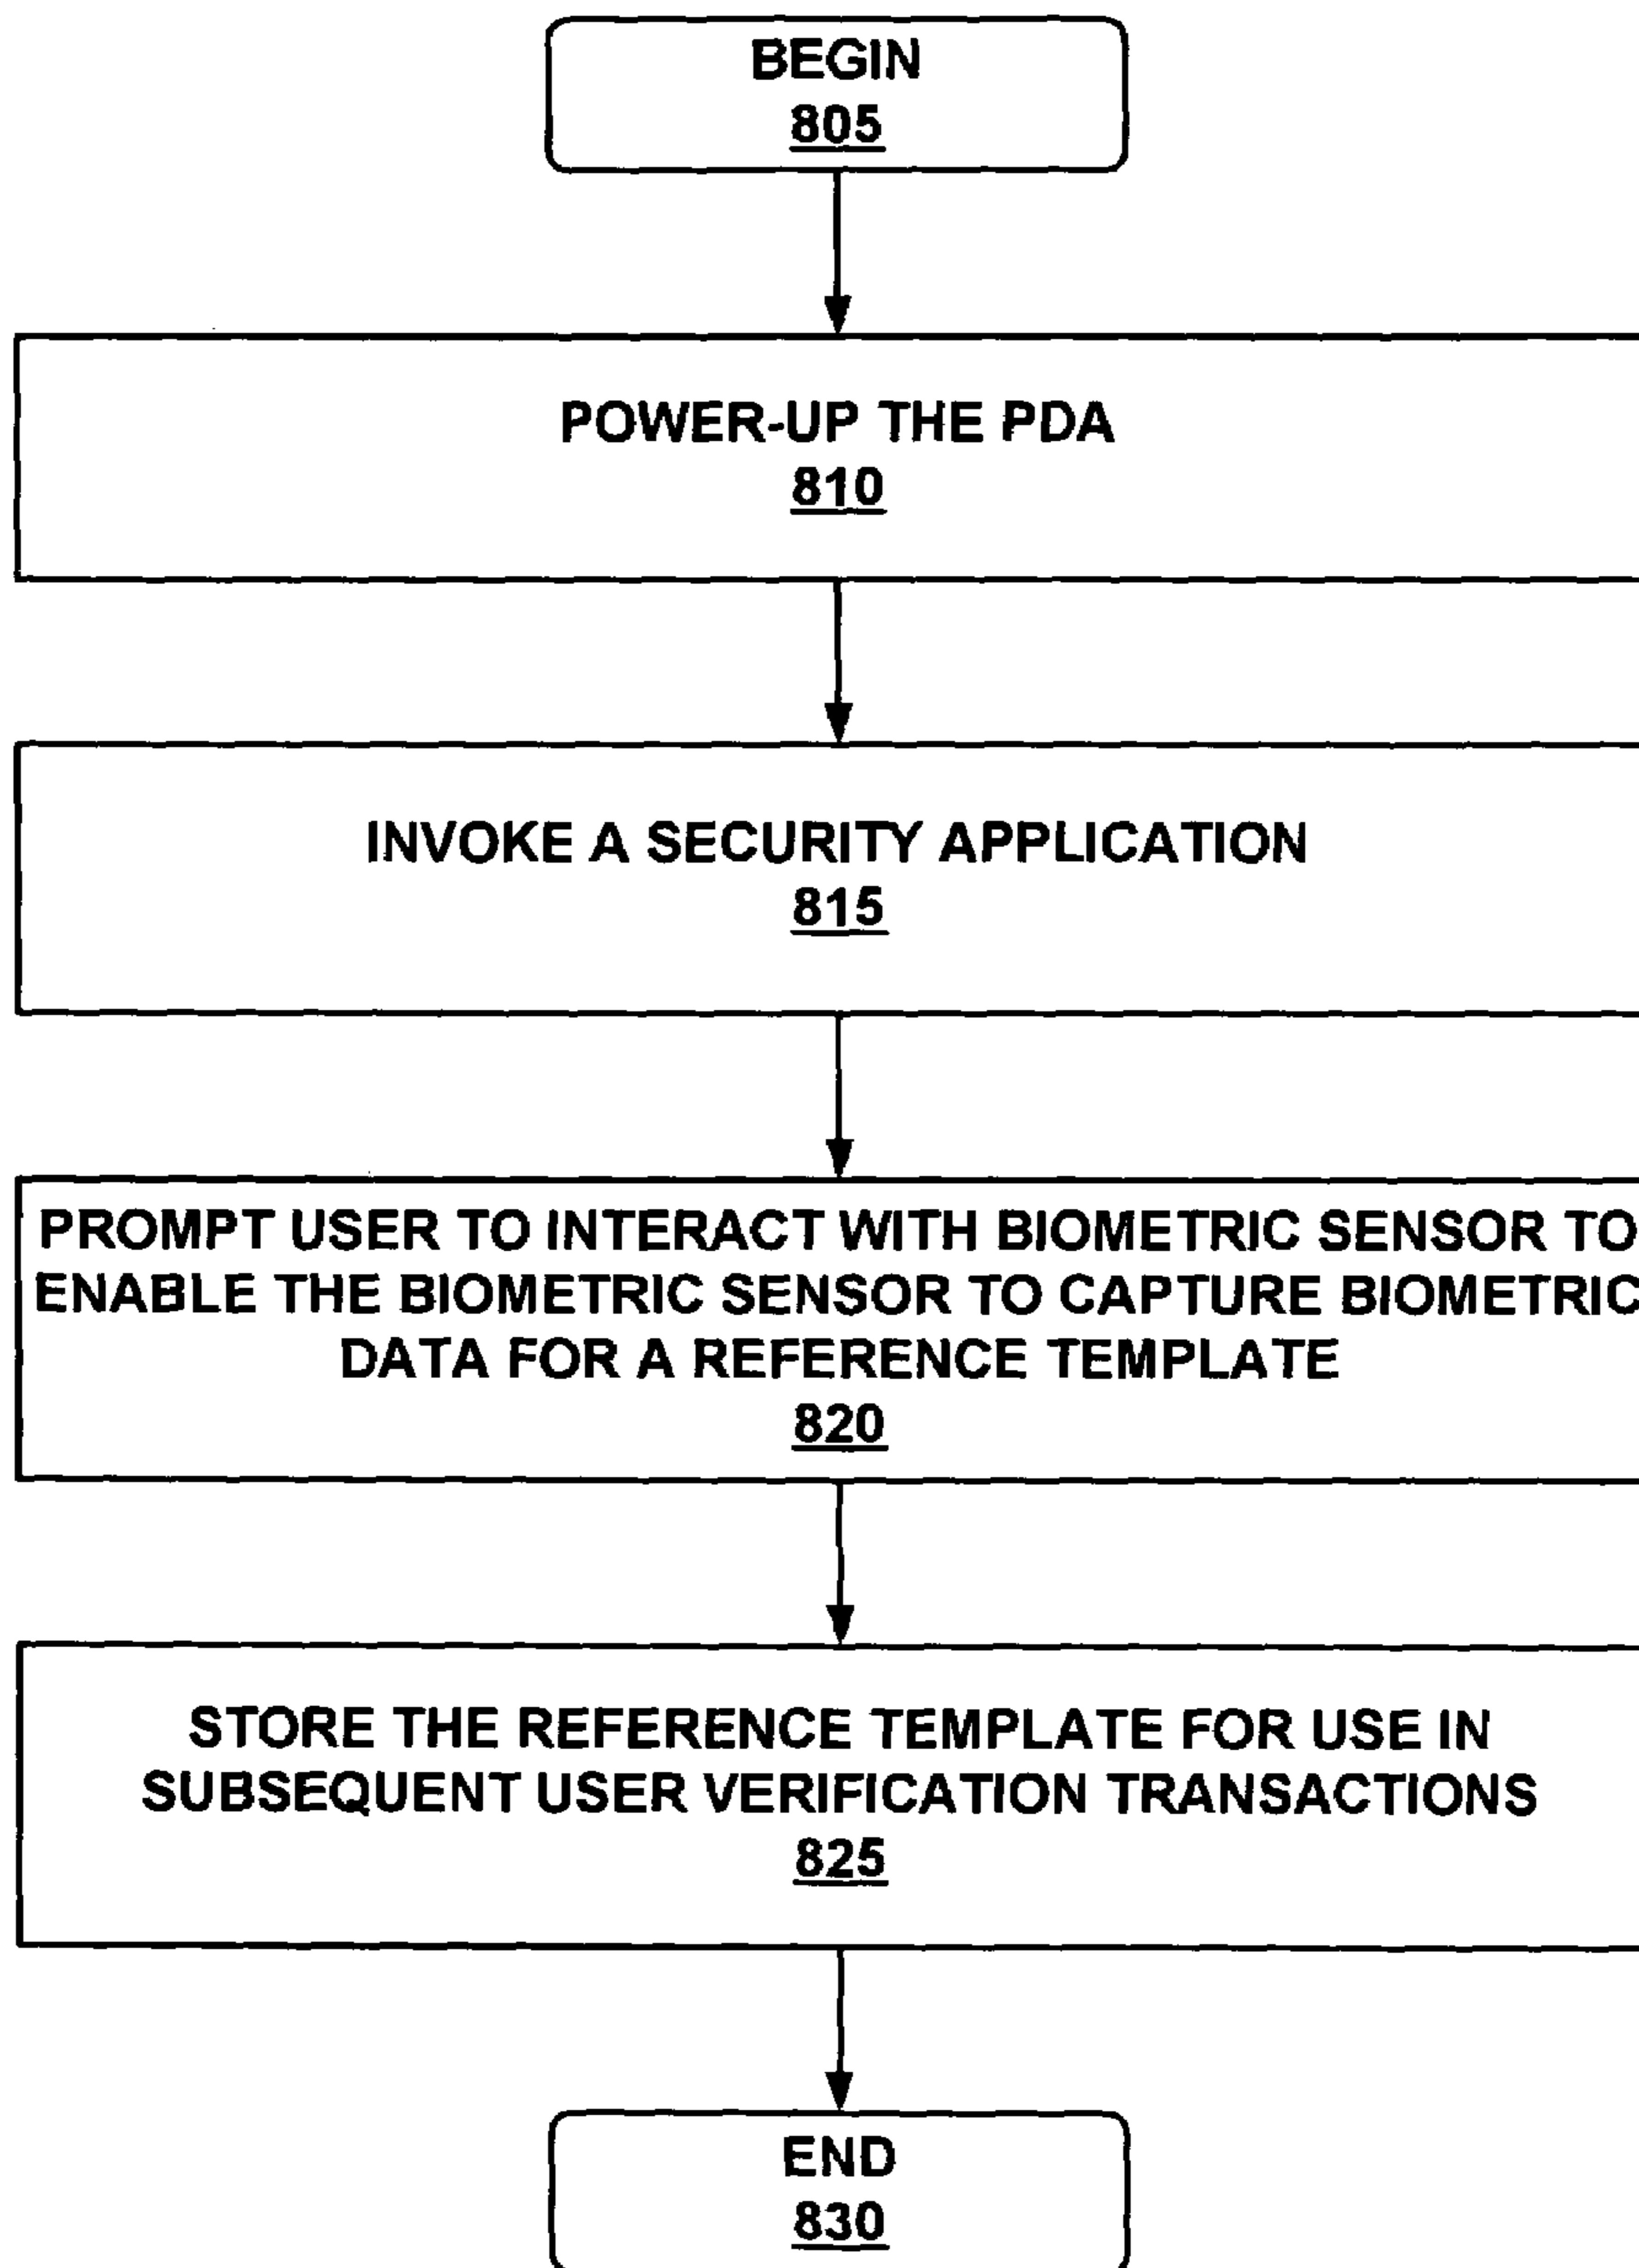 BEGIN
805
POWER-UP THE PDA
810
INVOKE A SECURITY APPLICATION
815
PROMPT USER TO INTERACT WITH BIOMETRIC SENSOR TO
ENABLE THE BIOMETRIC SENSOR TO CAPTURE BIOMETRIC
DATA FOR A REFERENCE TEMPLATE
820
STORE THE REFERENCE TEMPLATE FOR USE IN
SUBSEQUENT USER VERIFICATION TRANSACTIONS
825
END
830